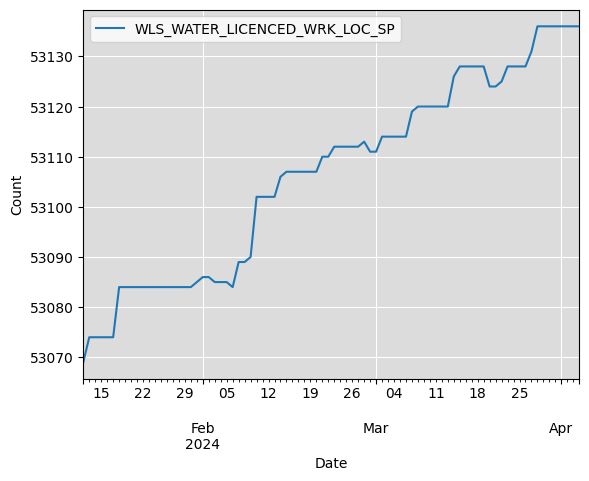 WLS_WATER_LICENCED_WRK_LOC_SP
Count
53130
53120
53110
53100
53090
53080
53070
15 22 29 05 12 19 26 04 11 18 25
Feb Mar Apr
2024
Date